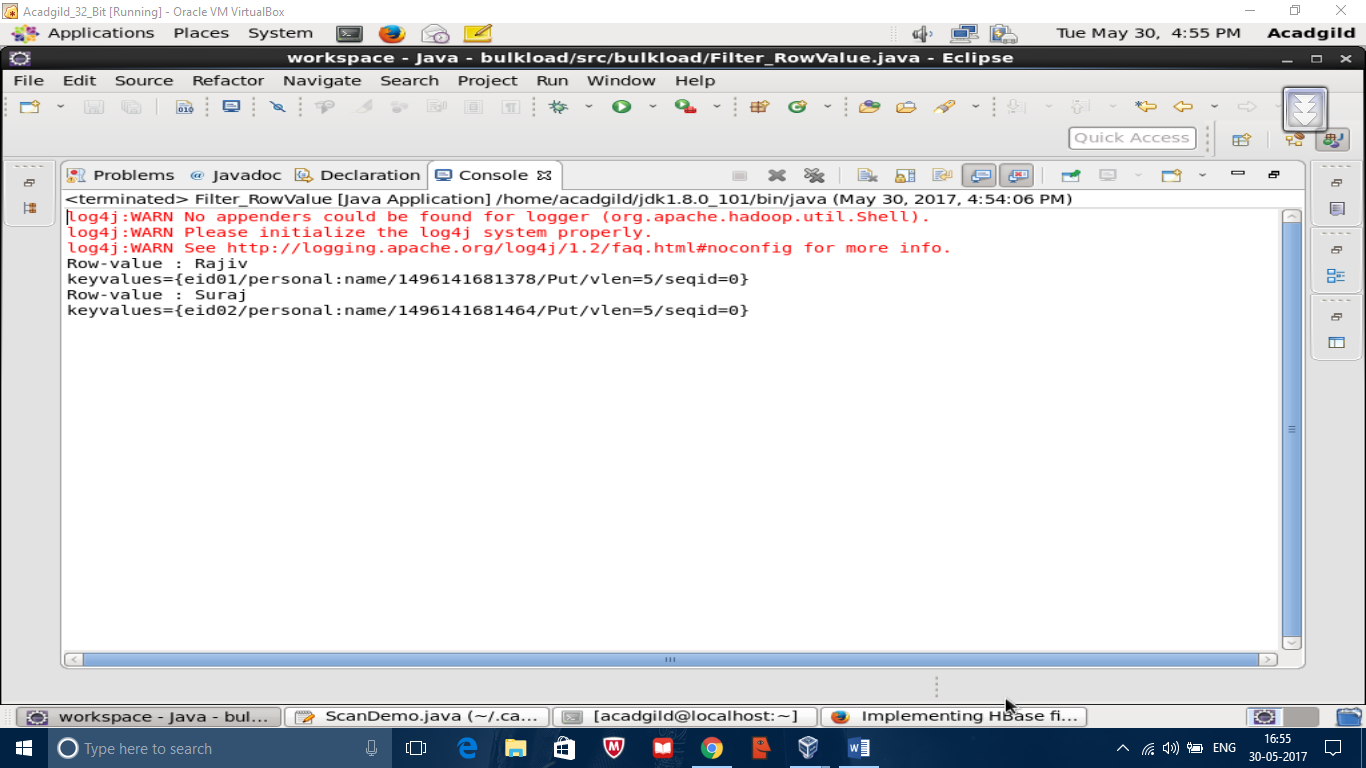 Acadgild_32_Bit [Running] - Oracle VM VirtualBox
Applications Places System Tue May 30, 4:55 PM Acadgild
workspace - Java - bulkload/src/bulkload/Filter_RowValue.java - Eclipse
File Edit Source Refactor Navigate Search Project Run Window Help
Quick Access
Problems @ Javadoc Declaration Console
<terminated> Filter_RowValue [Java Application] /home/acadgild/jdk1.8.0_101/bin/java (May 30, 2017, 4:54:06 PM)
log4j:WARN No appenders could be found for logger (org.apache.hadoop.util.Shell).
log4j:WARN Please initialize the log4j system properly.
log4j:WARN See http://logging.apache.org/log4j/1.2/faq.html#noconfig for more info.
Row-value : Rajiv
keyvalues={eid01/personal:name/1496141681378/Put/vlen=5/seqid=0}
Row-value : Suraj
keyvalues={eid02/personal:name/1496141681464/Put/vlen=5/seqid=0}
workspace - Java - bul... ScanDemo.java (~/.ca... [acadgild@localhost:~] Implementing HBase fi...
Type here to search ENG 16:55
30-05-2017